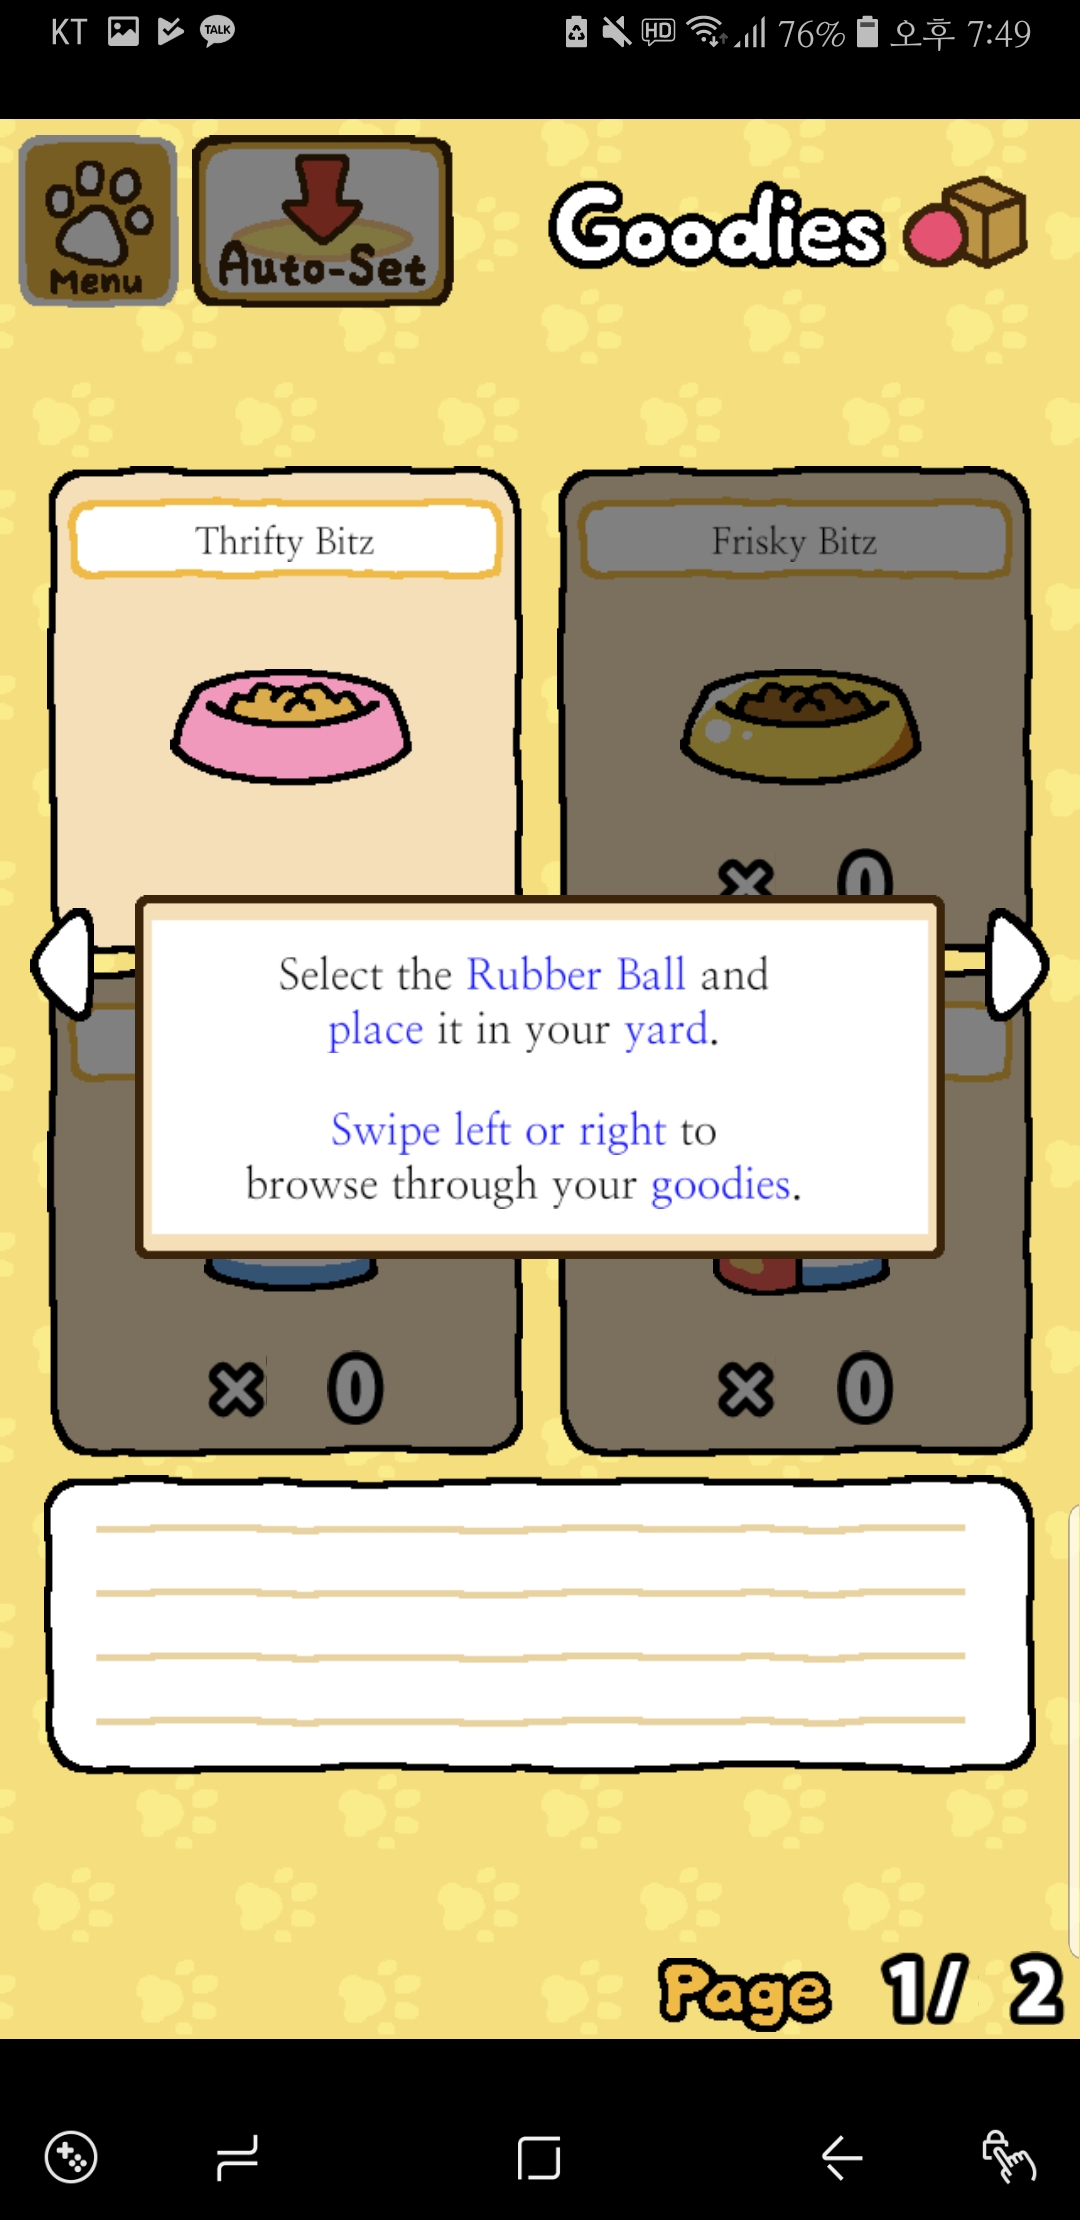 KT TALK HD 76% 오후 7:49
Menu
Auto-Set
Goodies
Thrifty Bitz
Frisky Bitz
× 0
Select the Rubber Ball and
place it in your yard.
Swipe left or right to
browse through your goodies.
× 0
× 0
Page 1/ 2